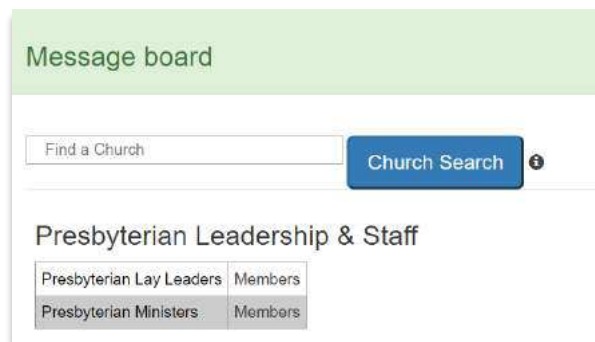 Message board
Find a Church
Church Search
Presbyterian Leadership & Staff
Presbyterian Lay Leaders Members
Presbyterian Ministers Members